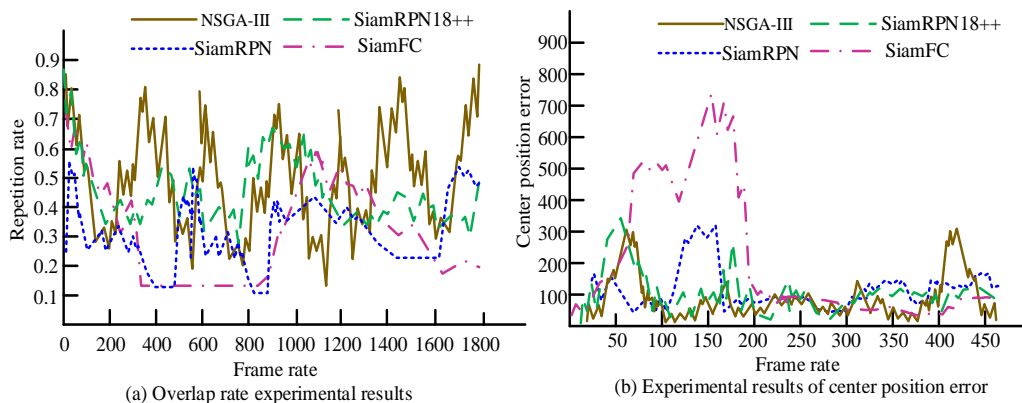 NSGA-III
SiamRPN18++
SiamRPN
SiamFC
0.9
0.8
0.7
0.6
0.5
0.4
0.3
0.2
0.1
Repetition rate
0 200 400 600 800 1000 1200 1400 1600 1800
Frame rate
(a) Overlap rate experimental results
NSGA-III
SiamRPN18++
SiamRPN
SiamFC
900
800
700
600
500
400
300
200
100
0
Center position error
50 100 150 200 250 300 350 400 450
Frame rate
(b) Experimental results of center position error